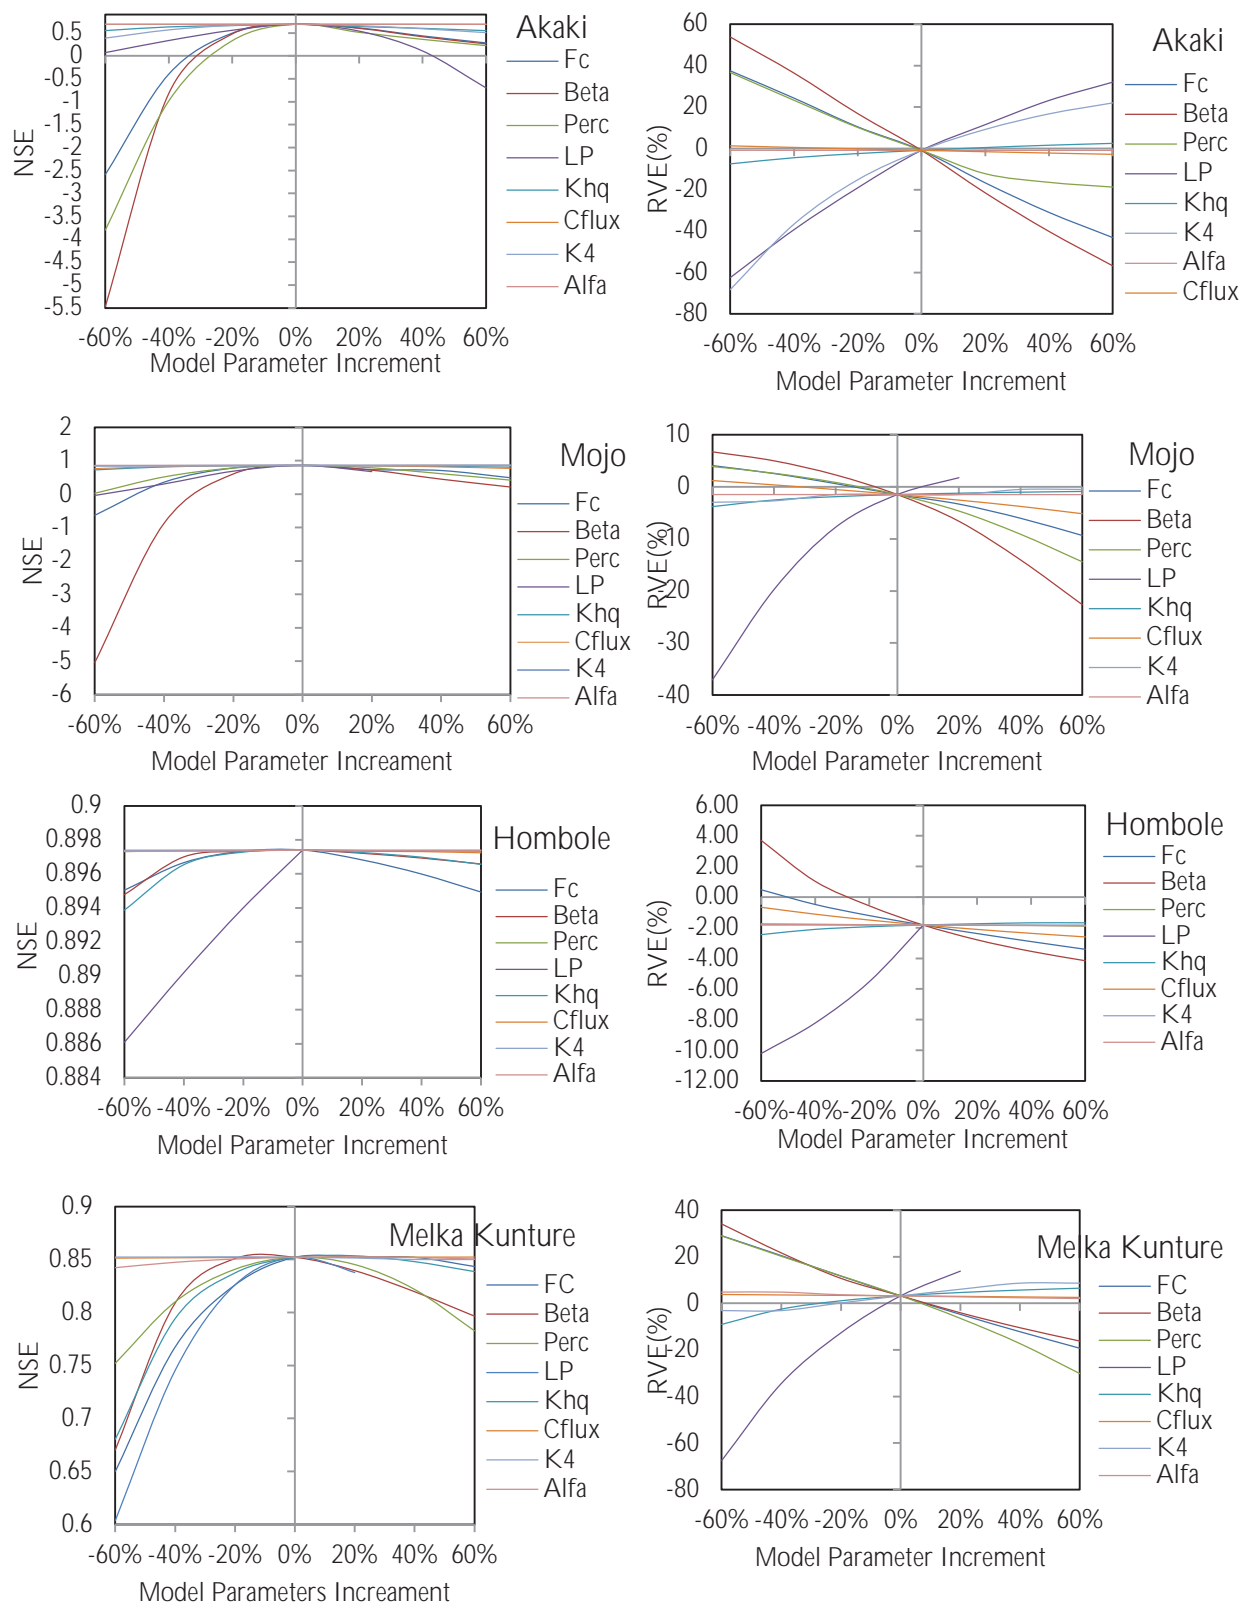 Akaki
0.5
0
-0.5
-1
-1.5
-2
-2.5
-3
-3.5
-4
-4.5
-5
-5.5
NSE
Fc
Beta
Perc
LP
Khq
Cflux
K4
Alfa
-60% -40% -20% 0% 20% 40% 60%
Model Parameter Increment
Akaki
60
40
20
0
-20
-40
-60
-80
RVE(%)
Fc
Beta
Perc
LP
Khq
K4
Alfa
Cflux
-60% -40% -20% 0% 20% 40% 60%
Model Parameter Increment
Mojo
2
1
0
-1
-2
-3
-4
-5
-6
NSE
Fc
Beta
Perc
LP
Khq
Cflux
K4
Alfa
-60% -40% -20% 0% 20% 40% 60%
Model Parameter Increament
Mojo
10
0
-10
-20
-30
-40
RVE(%)
Fc
Beta
Perc
LP
Khq
Cflux
K4
Alfa
-60% -40% -20% 0% 20% 40% 60%
Model Parameter Increment
Hombole
0.9
0.898
0.896
0.894
0.892
0.89
0.888
0.886
0.884
NSE
Fc
Beta
Perc
LP
Khq
Cflux
K4
Alfa
-60% -40% -20% 0% 20% 40% 60%
Model Parameter Increment
Hombole
6.00
4.00
2.00
0.00
-2.00
-4.00
-6.00
-8.00
-10.00
-12.00
RVE(%)
Fc
Beta
Perc
LP
Khq
Cflux
K4
Alfa
-60% -40% -20% 0% 20% 40% 60%
Model Parameter Increment
Melka Kunture
0.9
0.85
0.8
0.75
0.7
0.65
0.6
NSE
FC
Beta
Perc
LP
Khq
Cflux
K4
Alfa
-60% -40% -20% 0% 20% 40% 60%
Model Parameters Increament
Melka Kunture
40
20
0
-20
-40
-60
-80
RVE(%)
FC
Beta
Perc
LP
Khq
Cflux
K4
Alfa
-60% -40% -20% 0% 20% 40% 60%
Model Parameter Increment